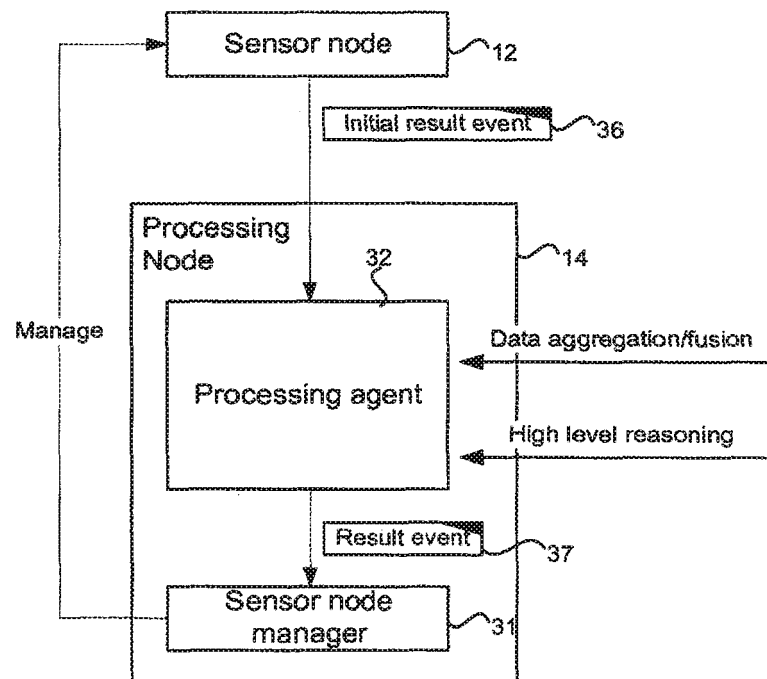 Sensor node
12
Initial result event
36
Processing
Node
14
32
Manage
Data aggregation/fusion
Processing agent
High level reasoning
Result event
37
Sensor node
manager
31